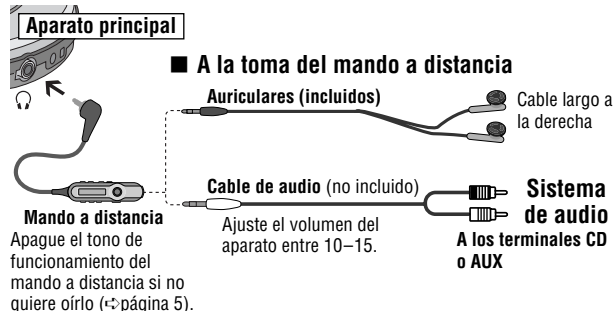 Aparato principal
■ A la toma del mando a distancia
Auriculares (incluidos)
Cable largo a
la derecha
Cable de audio (no incluido)
Ajuste el volumen del
aparato entre 10–15.
Sistema
de audio
A los terminales CD
o AUX
Mando a distancia
Apague el tono de
funcionamiento del
mando a distancia si no
quiere oírlo (➪página 5).